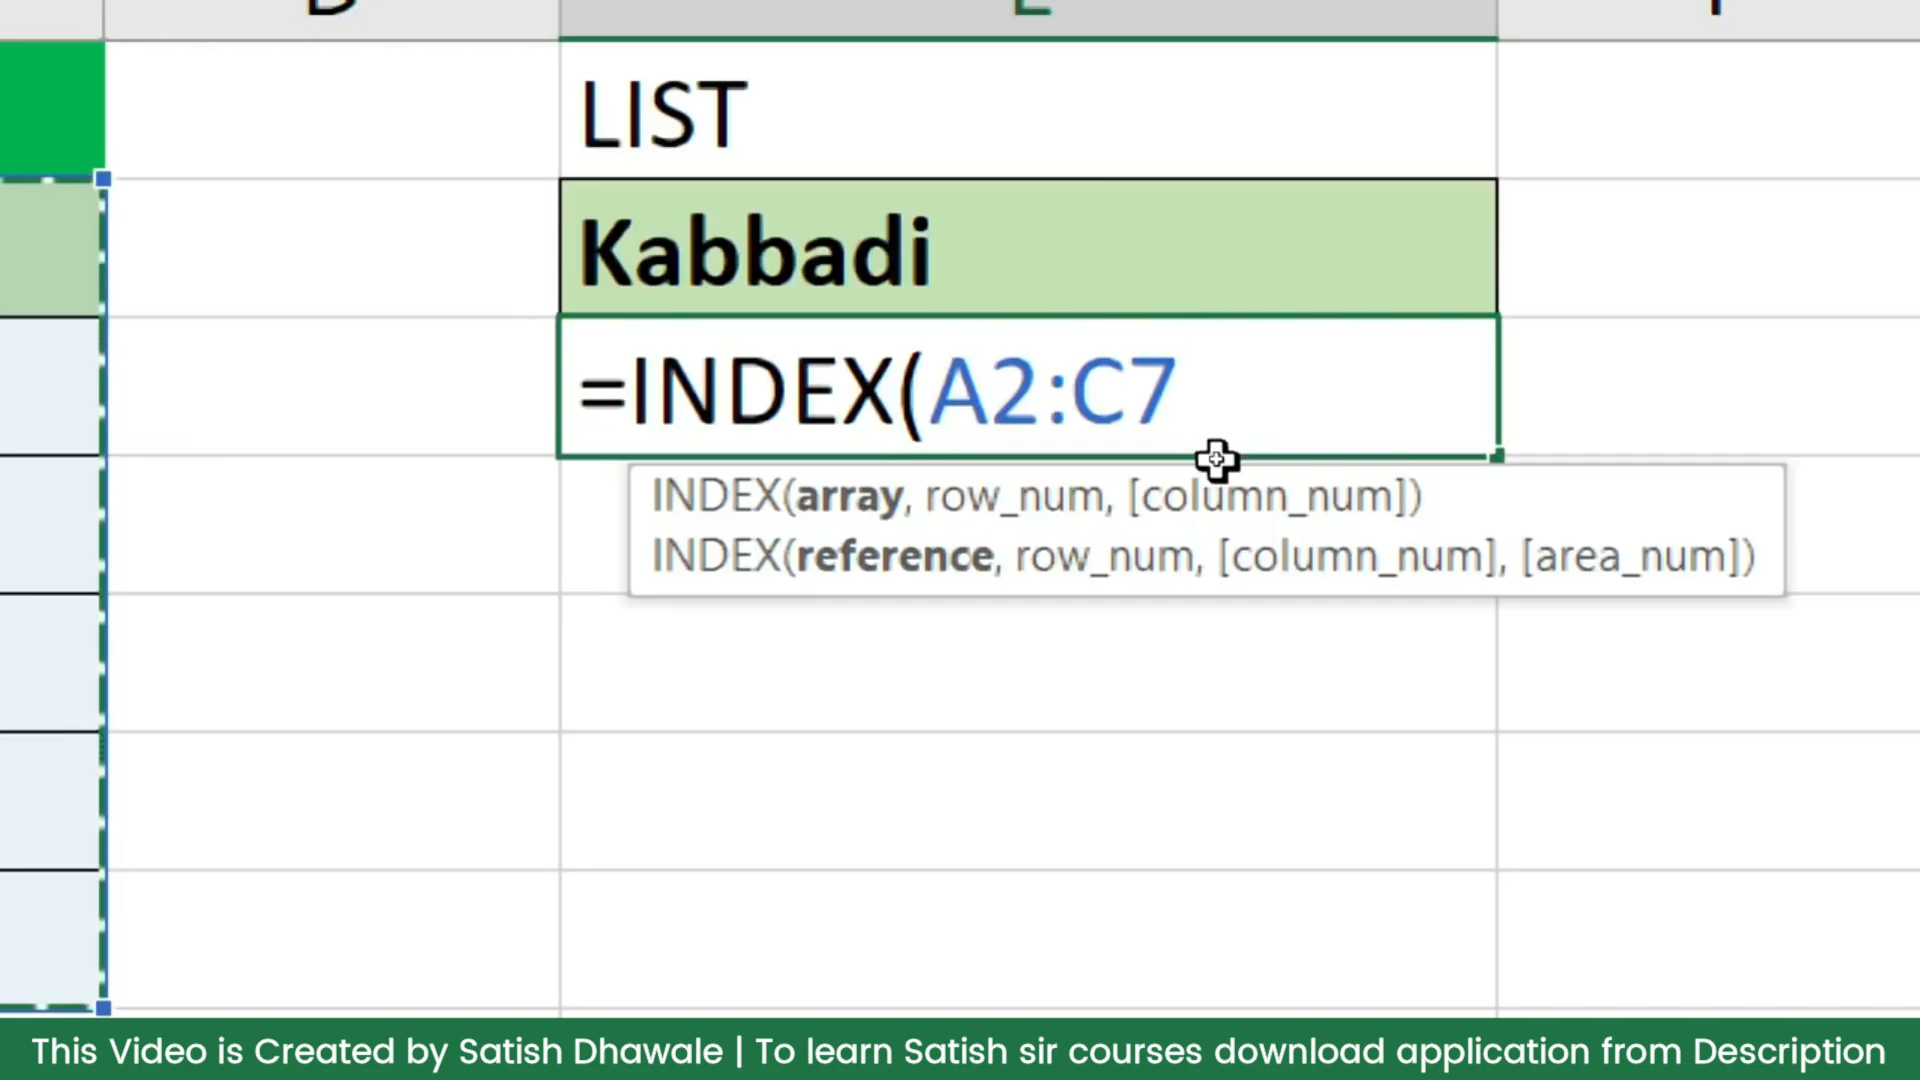 D E F
LIST
Kabbadi
=INDEX(A2:C7
INDEX(array, row_num, [column_num])
INDEX(reference, row_num, [column_num], [area_num])
This Video is Created by Satish Dhawale | To learn Satish sir courses download application from Description